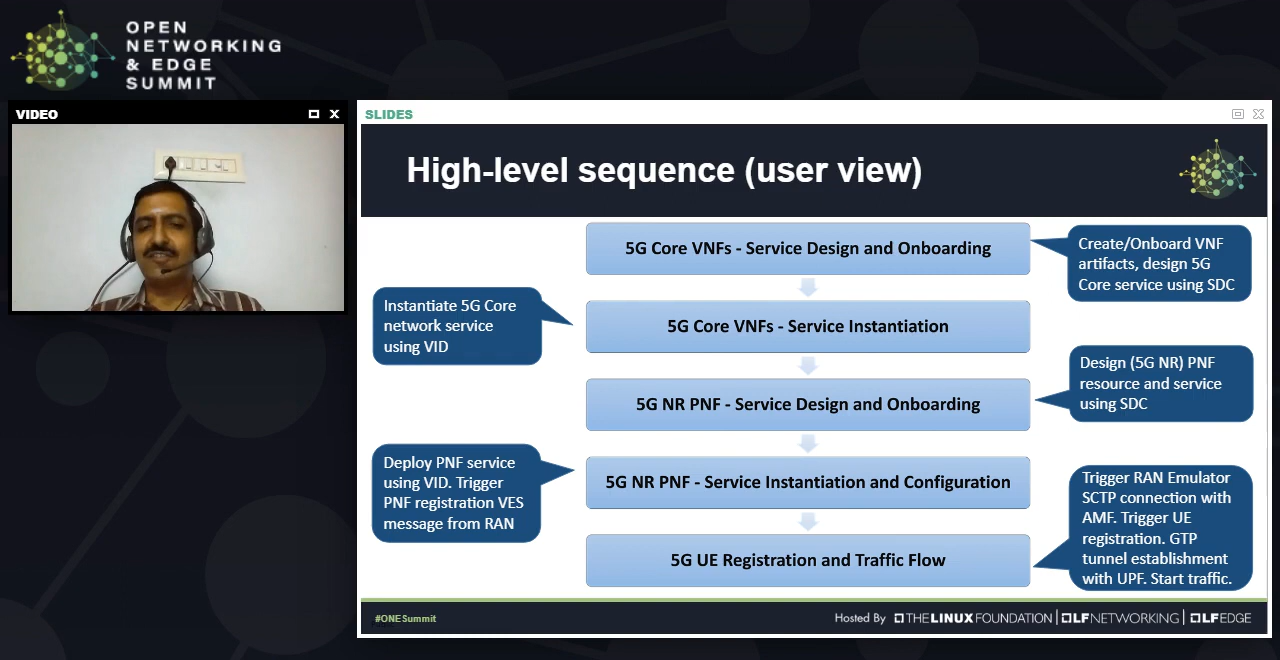 OPEN
NETWORKING
& EDGE
SUMMIT
VIDEO
SLIDES
High-level sequence (user view)
5G Core VNFs - Service Design and Onboarding
Create/Onboard VNF
artifacts, design 5G
Core service using SDC
Instantiate 5G Core
network service
using VID
5G Core VNFs - Service Instantiation
5G NR PNF - Service Design and Onboarding
Design (5G NR) PNF
resource and service
using SDC
Deploy PNF service
using VID. Trigger
PNF registration VES
message from RAN
5G NR PNF - Service Instantiation and Configuration
5G UE Registration and Traffic Flow
Trigger RAN Emulator
SCTP connection with
AMF. Trigger UE
registration. GTP
tunnel establishment
with UPF. Start traffic.
#ONESummit
Hosted By THE LINUX FOUNDATION | LF NETWORKING | LF EDGE